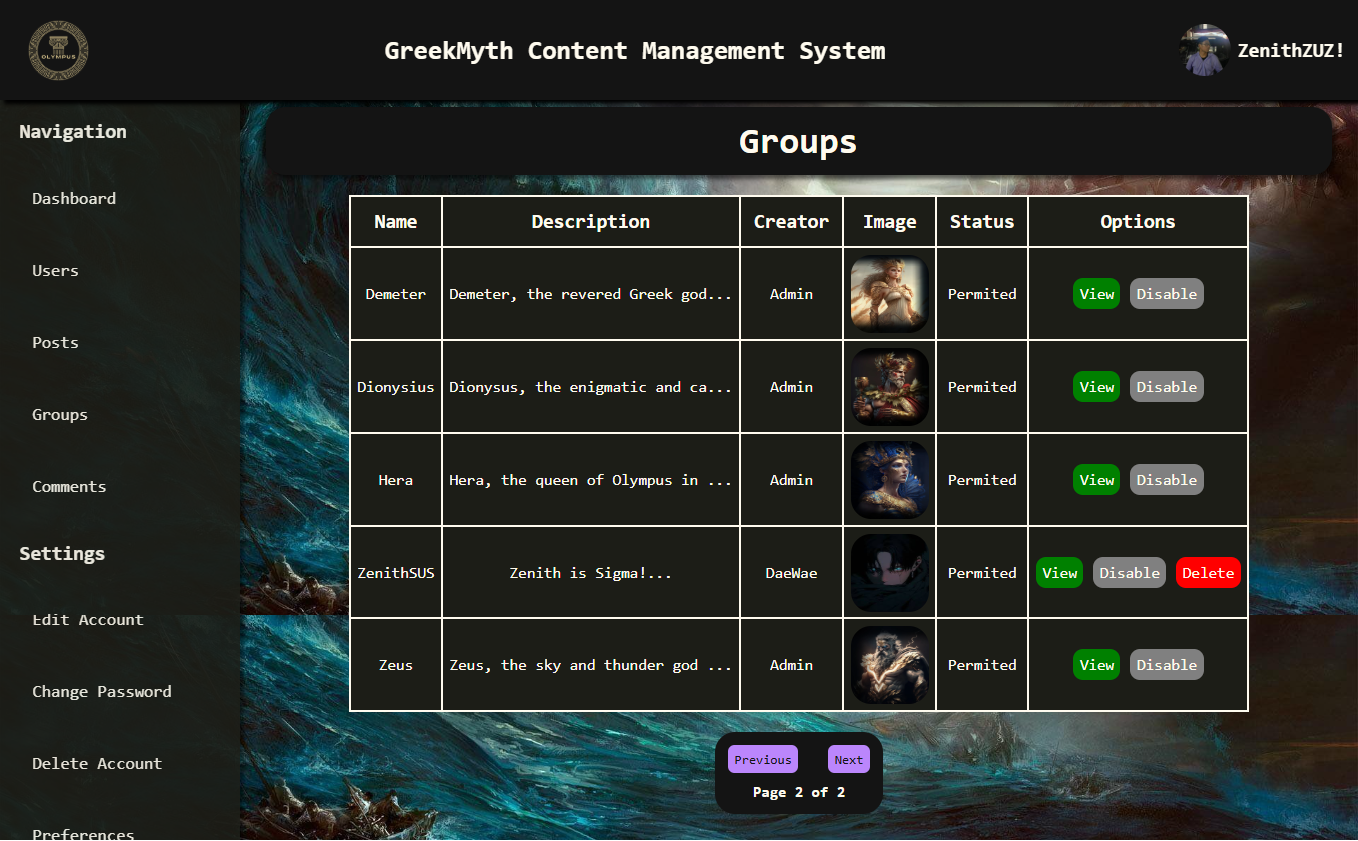 OLYMPUS
GreekMyth Content Management System
ZenithZUZ!
Navigation
Dashboard
Users
Posts
Groups
Comments
Settings
Edit Account
Change Password
Delete Account
Preferences
Groups
Name Description Creator Image Status Options
Demeter Demeter, the revered Greek god... Admin Permited View Disable
Dionysius Dionysus, the enigmatic and ca... Admin Permited View Disable
Hera Hera, the queen of Olympus in ... Admin Permited View Disable
ZenithSUS Zenith is Sigma!... DaeWae Permited View Disable Delete
Zeus Zeus, the sky and thunder god ... Admin Permited View Disable
Previous Next
Page 2 of 2